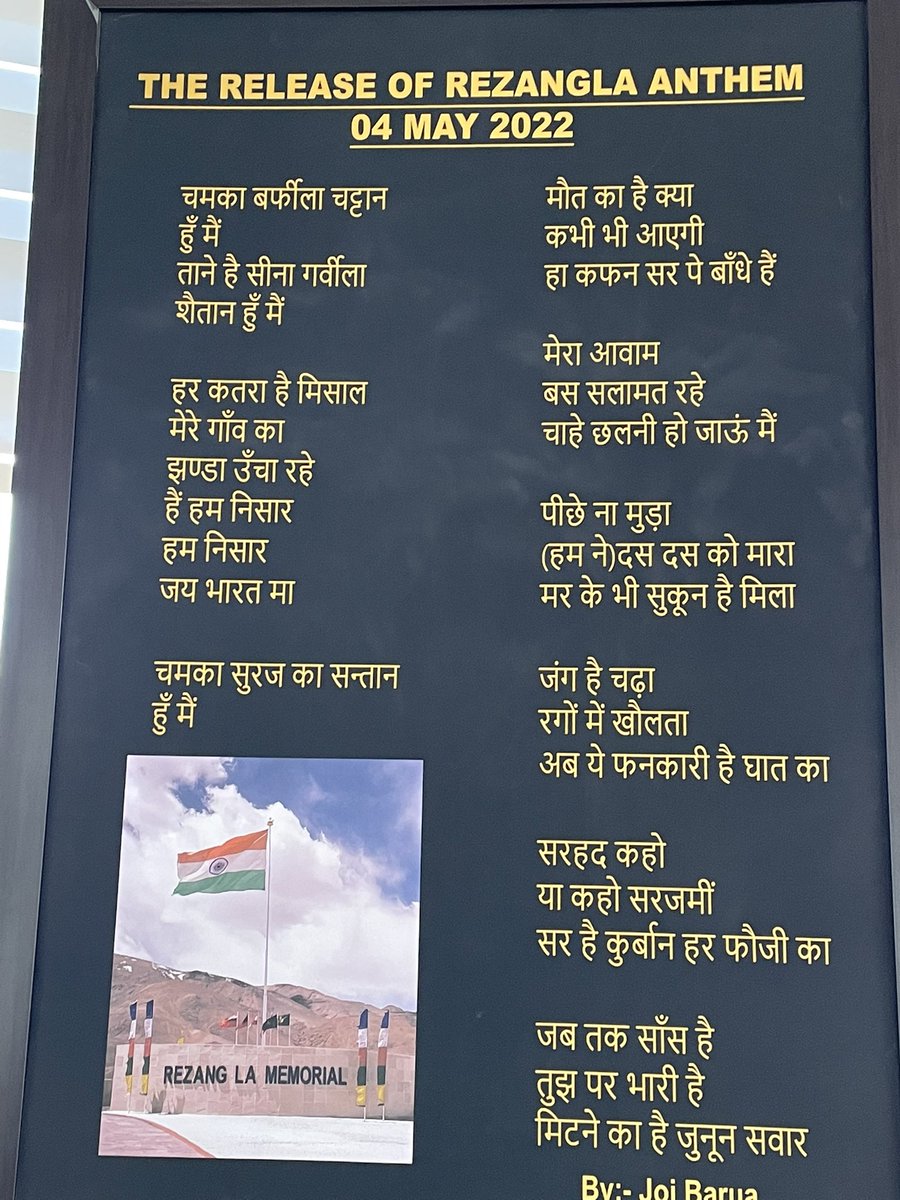 THE RELEASE OF REZANGLA ANTHEM
04 MAY 2022
चमका बर्फीला चट्टान
हुँ मैं
ताने है सीना गर्वीला
शैतान हुँ मैं
हर कतरा है मिसाल
मेरे गाँव का
झण्डा उँचा रहे
हैं हम निसार
हम निसार
जय भारत मा
चमका सुरज का सन्तान
हुँ मैं
REZANG LA MEMORIAL
मौत का है क्या
कभी भी आएगी
हा कफन सर पे बाँधे हैं
मेरा आवाम
बस सलामत रहे
चाहे छलनी हो जाऊं मैं
पीछे ना मुड़ा
(हम ने)दस दस को मारा
मर के भी सुकून है मिला
जंग है चढ़ा
रगों में खौलता
अब ये फनकारी है घात का
सरहद कहो
या कहो सरजमीं
सर है कुर्बान हर फौजी का
जब तक साँस है
तुझ पर भारी है
मिटने का है जुनून सवार
By:- Joi Barua